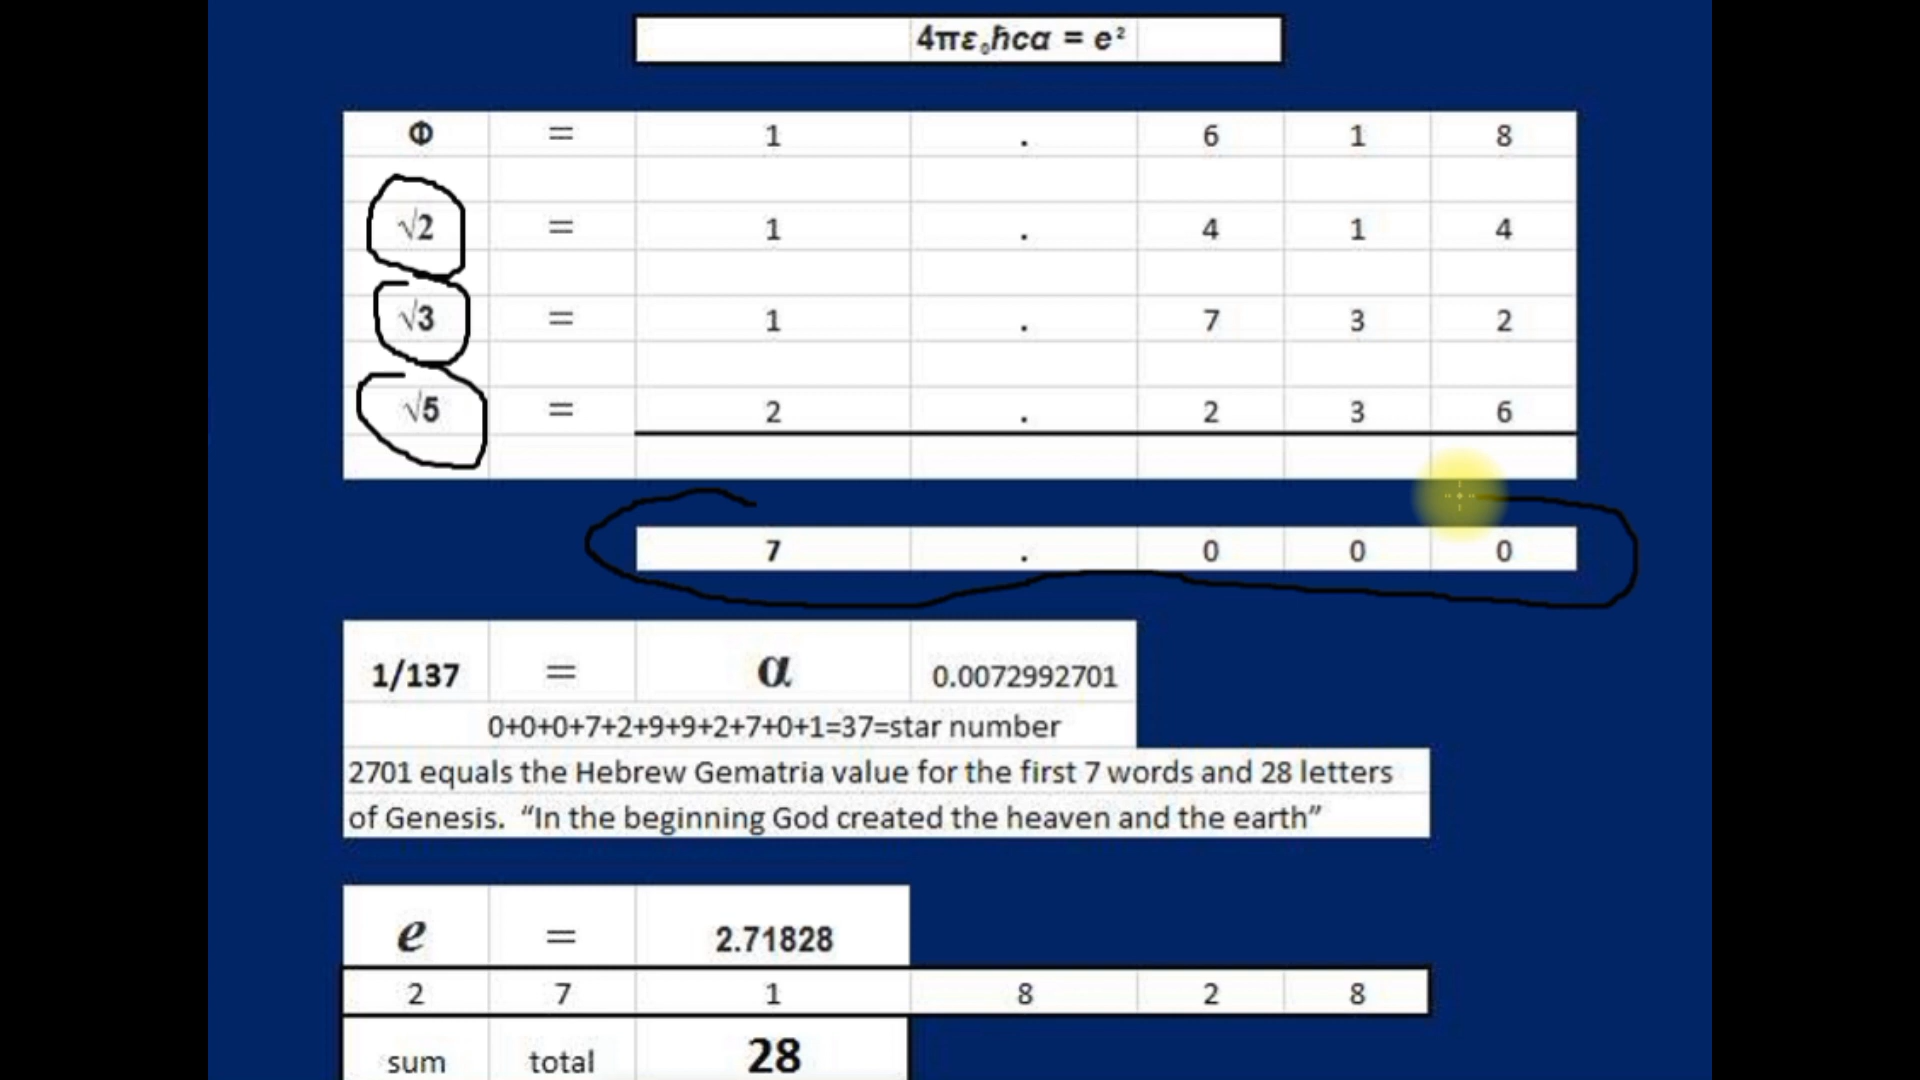 4πε₀ħcα = e²
Φ = 1 . 6 1 8
√2 = 1 . 4 1 4
√3 = 1 . 7 3 2
√5 = 2 . 2 3 6
7 . 0 0 0
1/137 = α 0.0072992701
0+0+0+7+2+9+9+2+7+0+1=37=star number
2701 equals the Hebrew Gematria value for the first 7 words and 28 letters
of Genesis. “In the beginning God created the heaven and the earth”
e = 2.71828
2 7 1 8 2 8
sum total 28